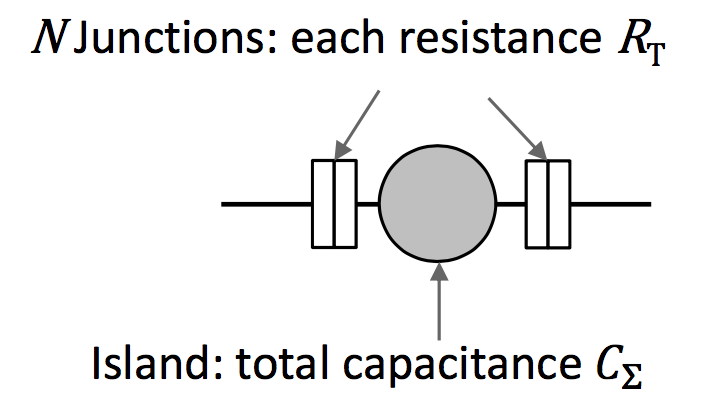 N Junctions: each resistance R_T
Island: total capacitance C_Σ